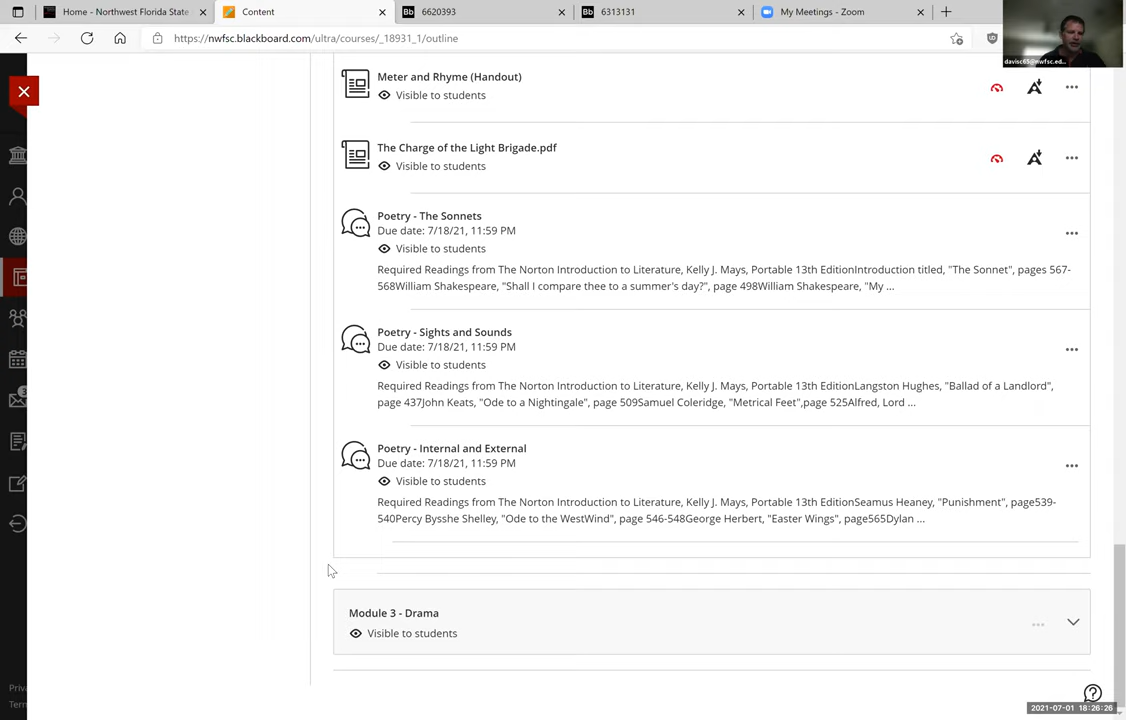 Home - Northwest Florida State
Content
Bb 6620393
Bb 6313131
My Meetings - Zoom
https://nwfsc.blackboard.com/ultra/courses/_18931_1/outline
davisc65@nwfsc.ed...
Meter and Rhyme (Handout)
Visible to students
The Charge of the Light Brigade.pdf
Visible to students
Poetry - The Sonnets
Due date: 7/18/21, 11:59 PM
Visible to students
Required Readings from The Norton Introduction to Literature, Kelly J. Mays, Portable 13th EditionIntroduction titled, "The Sonnet", pages 567-
568William Shakespeare, "Shall I compare thee to a summer's day?", page 498William Shakespeare, "My ...
Poetry - Sights and Sounds
Due date: 7/18/21, 11:59 PM
Visible to students
Required Readings from The Norton Introduction to Literature, Kelly J. Mays, Portable 13th EditionLangston Hughes, "Ballad of a Landlord",
page 437John Keats, "Ode to a Nightingale", page 509Samuel Coleridge, "Metrical Feet",page 525Alfred, Lord ...
Poetry - Internal and External
Due date: 7/18/21, 11:59 PM
Visible to students
Required Readings from The Norton Introduction to Literature, Kelly J. Mays, Portable 13th EditionSeamus Heaney, "Punishment", page539-
540Percy Bysshe Shelley, "Ode to the WestWind", page 546-548George Herbert, "Easter Wings", page565Dylan ...
Module 3 - Drama
Visible to students
Priva
Term
2021-07-01 18:26:26